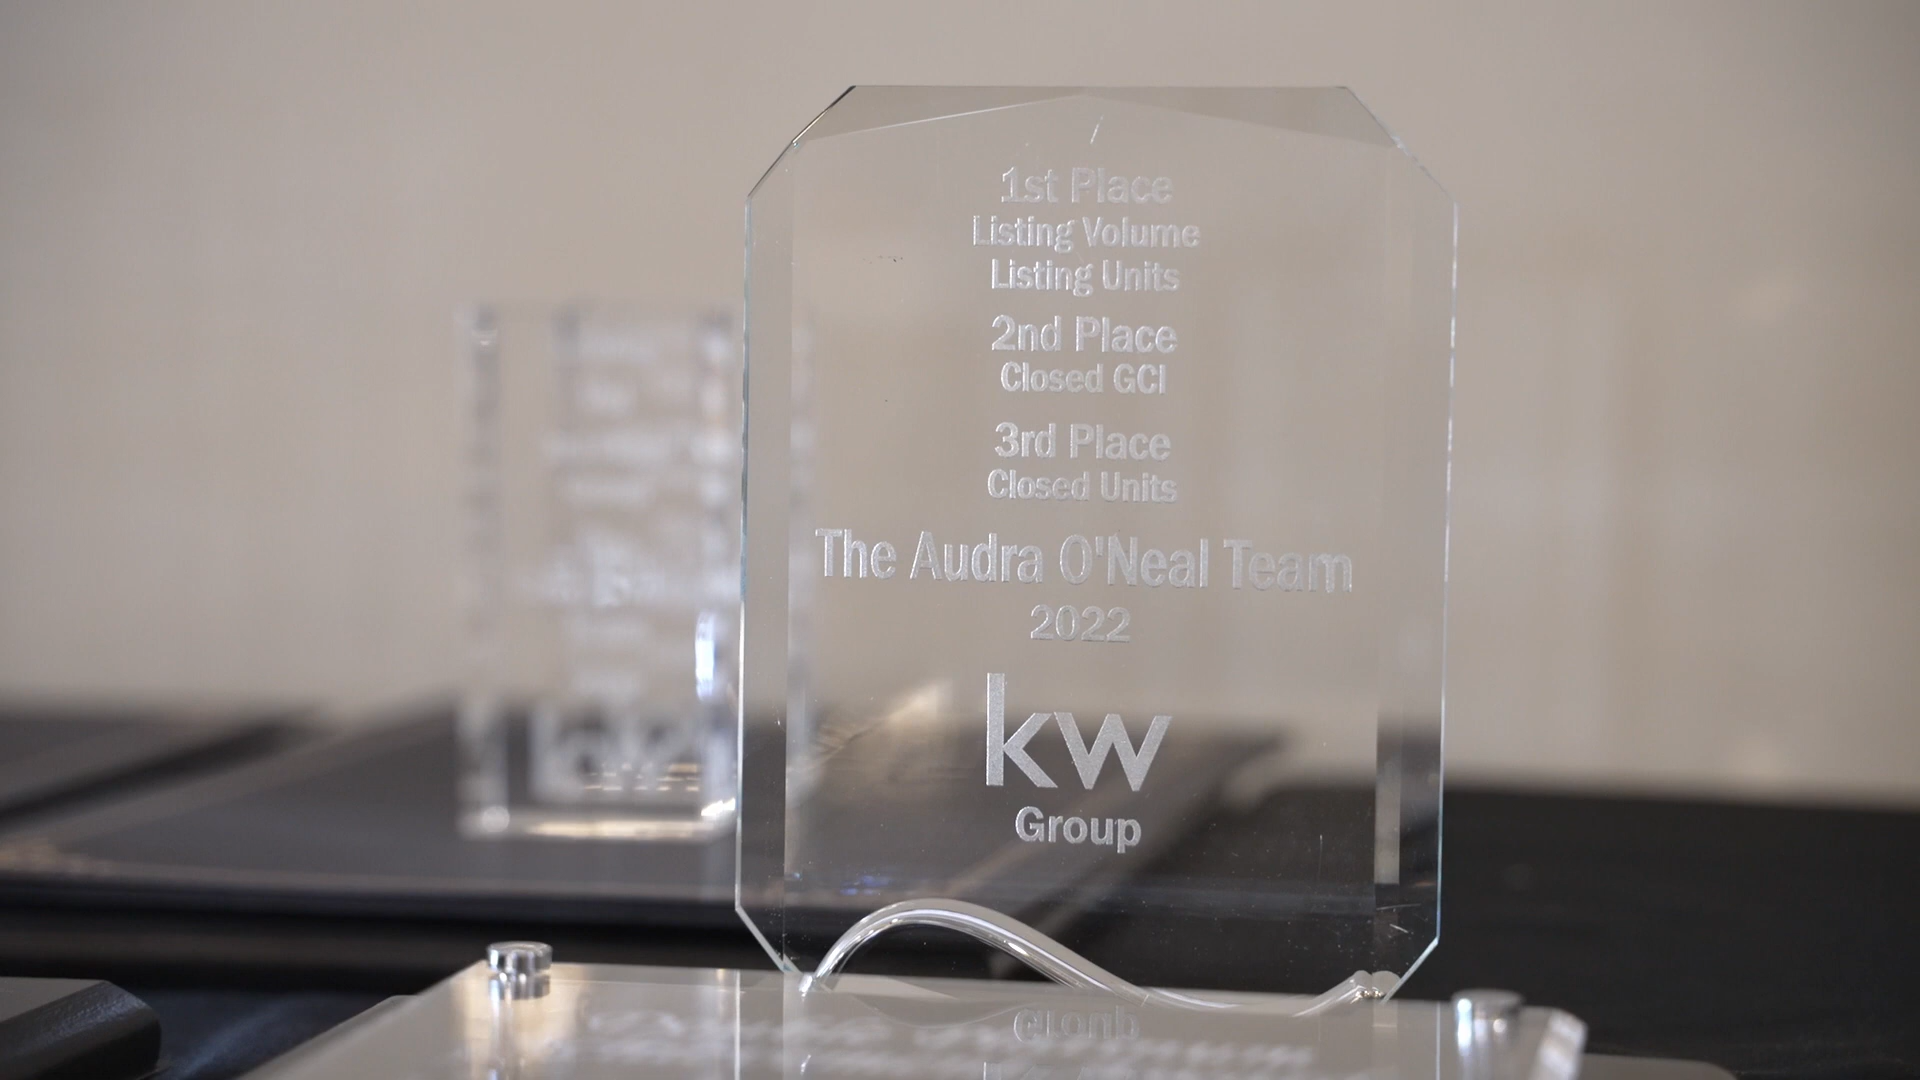 1st Place
Listing Volume
Listing Units
2nd Place
Closed GCI
3rd Place
Closed Units
The Audra O'Neal Team
2022
kw
Group